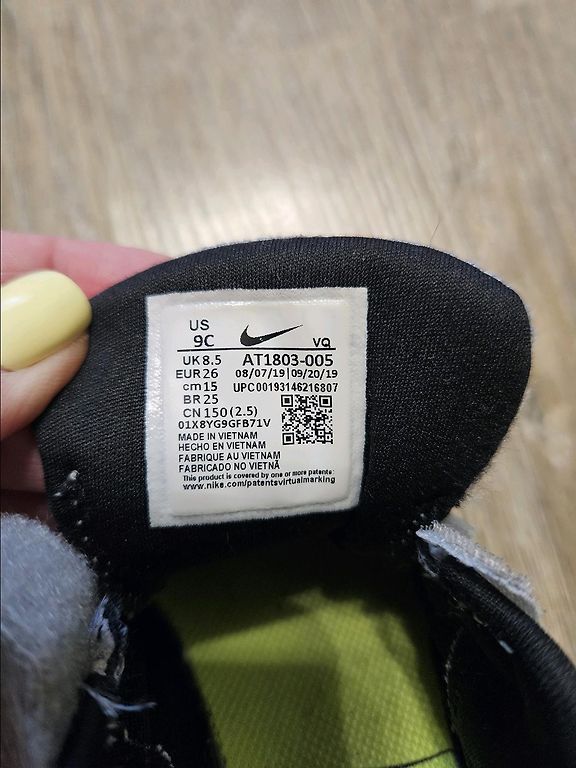 US
9C
VQ
UK 8.5 AT1803-005
EUR 26 08/07/19 | 09/20/19
cm 15 UPC00193146216807
BR 25
CN 150 (2.5)
01X8YG9GFB71V
MADE IN VIETNAM
HECHO EN VIETNAM
FABRIQUE AU VIETNAM
FABRICADO NO VIETNÃ
This product is covered by one or more patents:
www.nike.com/patentsvirtualmarking